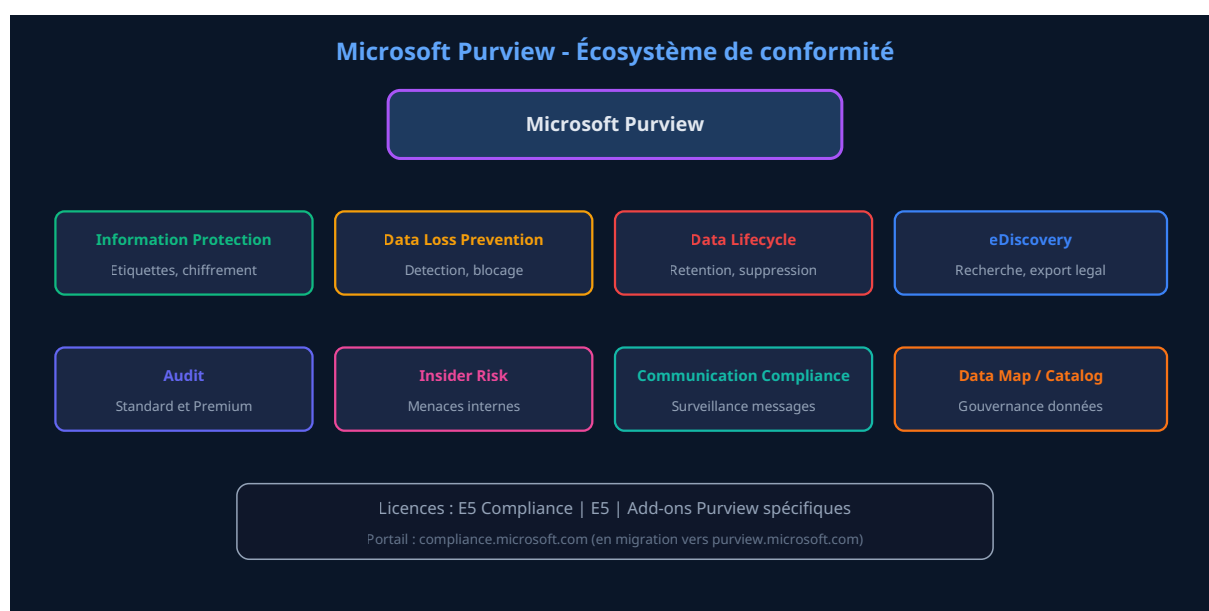 Microsoft Purview - Écosystème de conformité
Microsoft Purview
Information Protection
Etiquettes, chiffrement
Data Loss Prevention
Detection, blocage
Data Lifecycle
Retention, suppression
eDiscovery
Recherche, export legal
Audit
Standard et Premium
Insider Risk
Menaces internes
Communication Compliance
Surveillance messages
Data Map / Catalog
Gouvernance données
Licences : E5 Compliance | E5 | Add-ons Purview spécifiques
Portail : compliance.microsoft.com (en migration vers purview.microsoft.com)